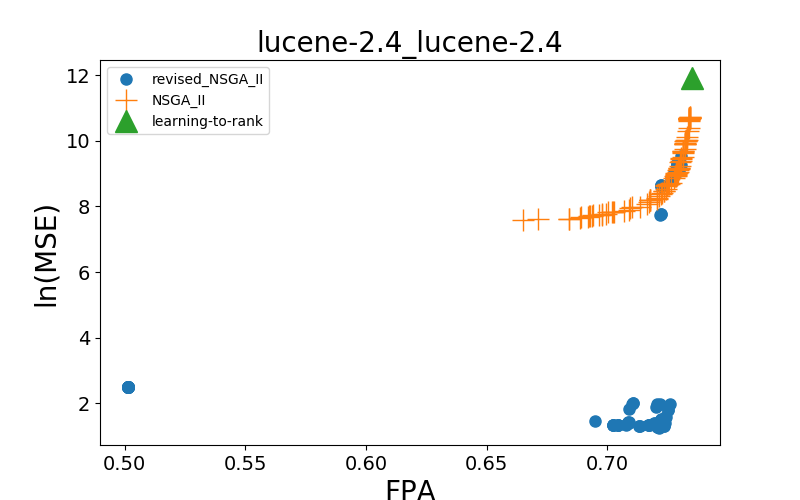 lucene-2.4_lucene-2.4
revised_NSGA_II
NSGA_II
learning-to-rank
ln(MSE)
12
10
8
6
4
2
0.50 0.55 0.60 0.65 0.70
FPA